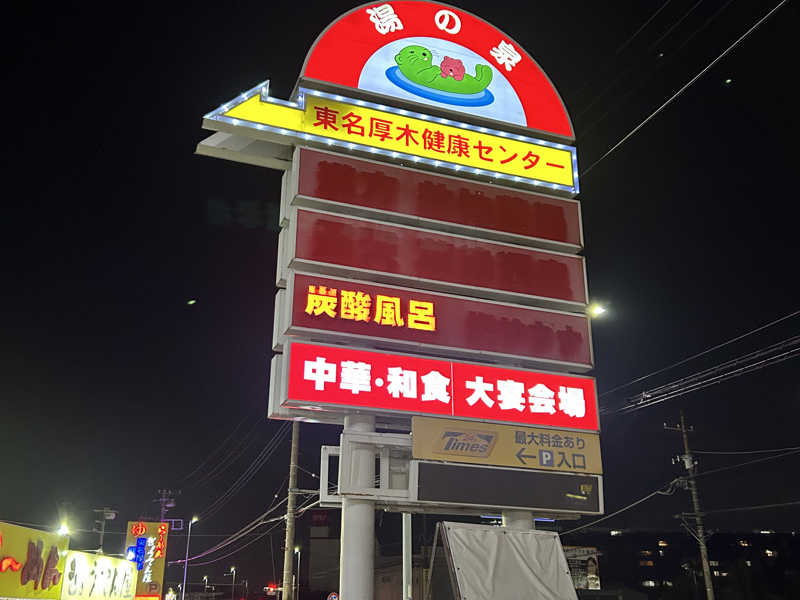 湯の泉
東名厚木健康センター
炭酸風呂
中華・和食 大宴会場
Times
最大料金あり
←P入口